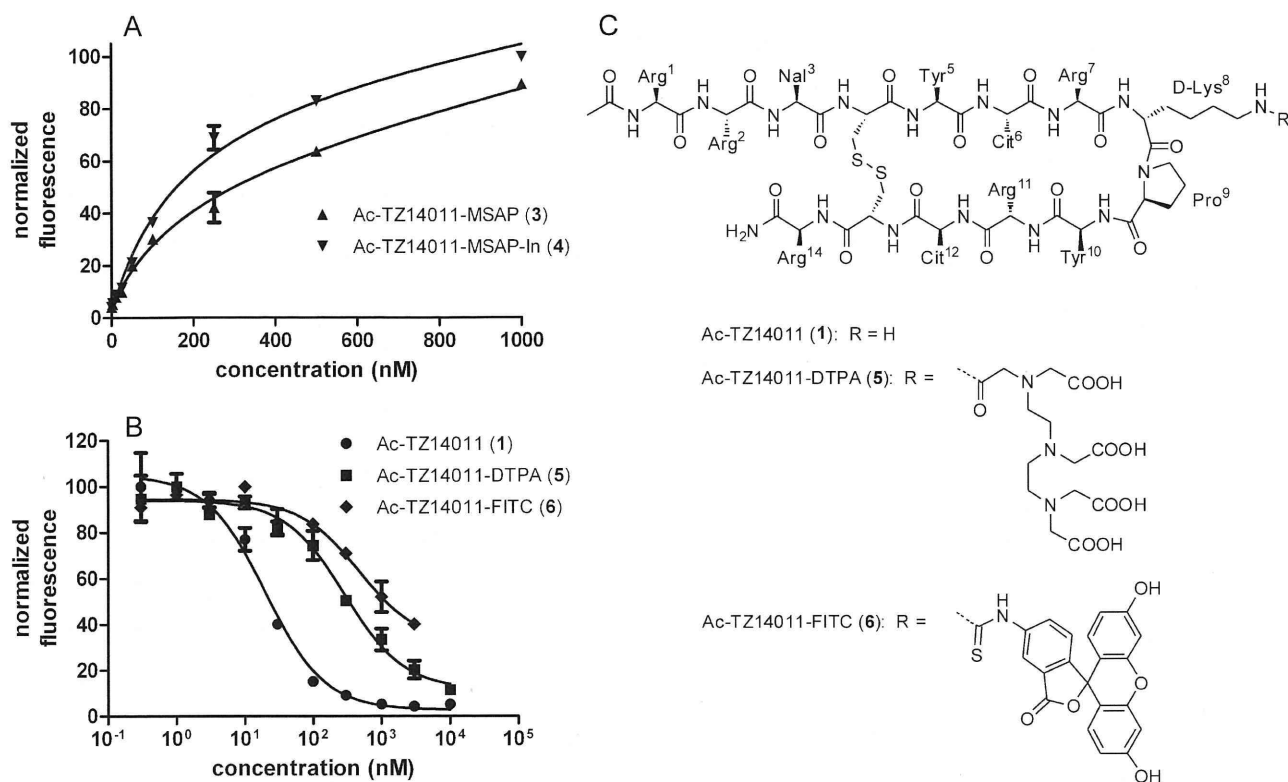 A
normalized
fluorescence
100
80
60
40
20
0
0
200
400
600
800
1000
concentration (nM)
Ac-TZ14011-MSAP (3)
Ac-TZ14011-MSAP-In (4)
B
normalized
fluorescence
120
100
80
60
40
20
0
10⁻¹
10⁰
10¹
10²
10³
10⁴
10⁵
concentration (nM)
Ac-TZ14011 (1)
Ac-TZ14011-DTPA (5)
Ac-TZ14011-FITC (6)
C
O
Arg¹
H
N
O
Nal³
H
N
O
Tyr⁵
H
N
O
Arg⁷
H
N
D-Lys⁸
H
N
R
N
H
Arg²
O
N
H
O
N
H
Cit⁶
O
N
H
O
O
S
S
N
Pro⁹
O
H
N
O
O
H
N
Arg¹¹
O
H
N
O
H₂N
Arg¹⁴
O
N
H
Cit¹²
O
N
H
Tyr¹⁰
O
Ac-TZ14011 (1): R = H
Ac-TZ14011-DTPA (5): R =
O
N
COOH
N
COOH
N
COOH
COOH
Ac-TZ14011-FITC (6): R =
S
H
N
O
O
OH
O
OH